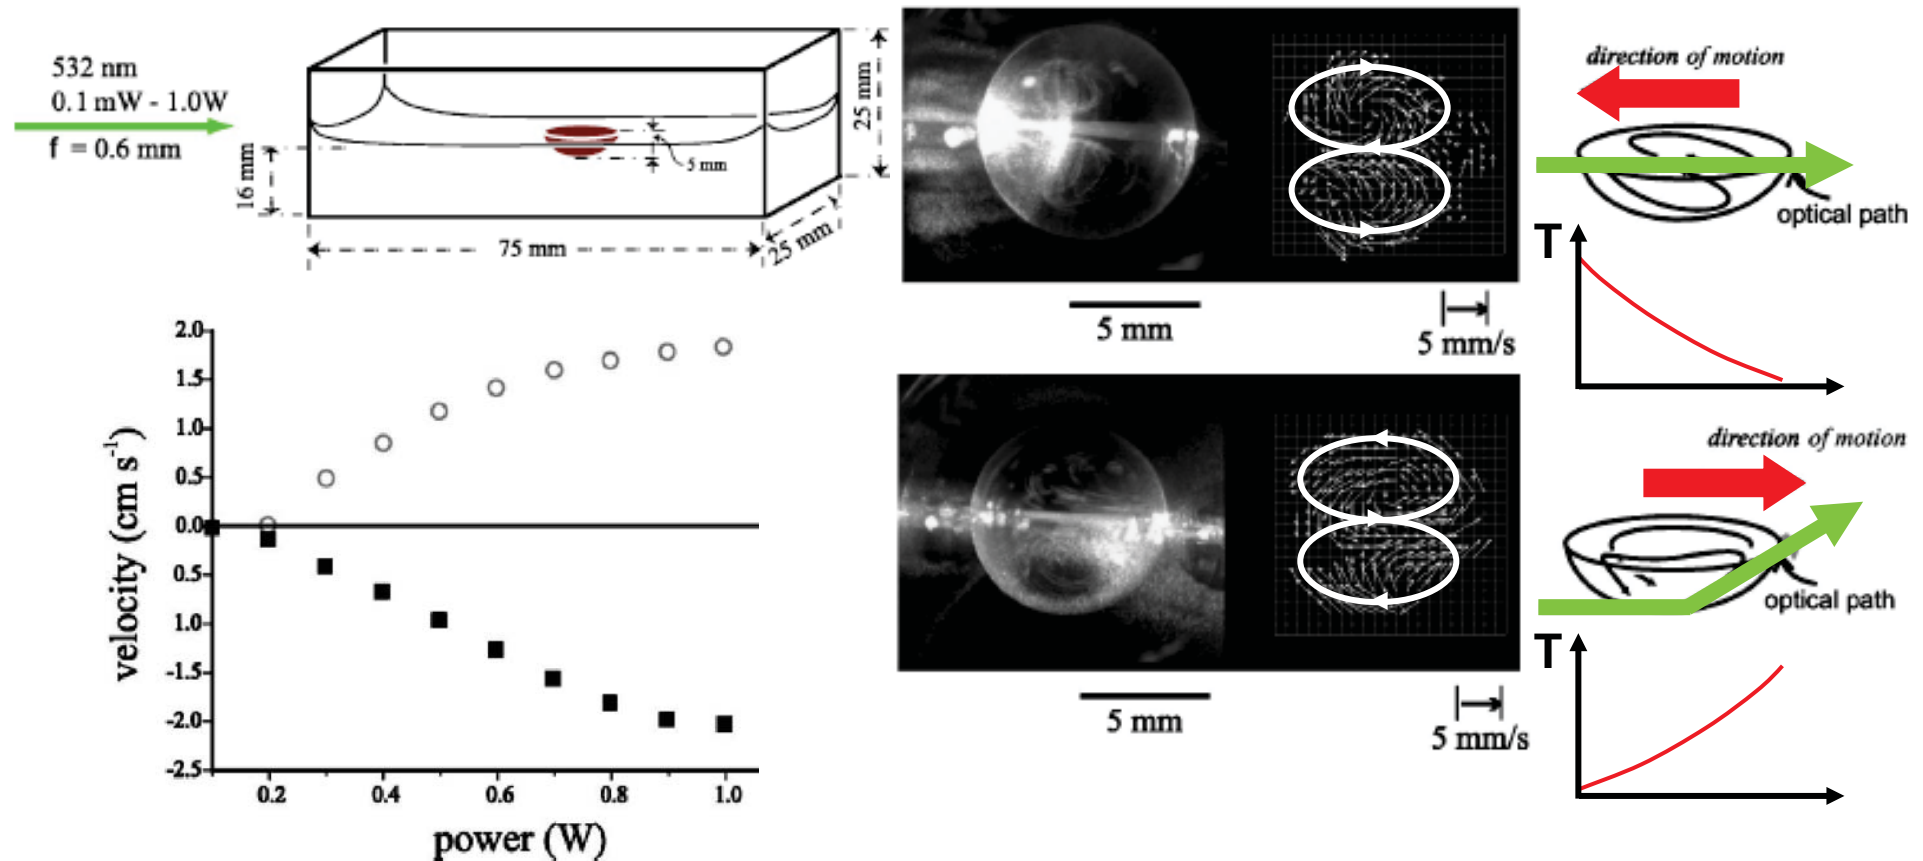 532 nm
0.1 mW - 1.0W
f = 0.6 mm
16 mm
5 mm
25 mm
75 mm
25 mm
velocity (cm s⁻¹)
2.0
1.5
1.0
0.5
0.0
0.5
1.0
-1.5
-2.0
-2.5
0.2
0.4
0.6
0.8
1.0
power (W)
5 mm
5 mm/s
direction of motion
optical path
T
5 mm
5 mm/s
direction of motion
optical path
T